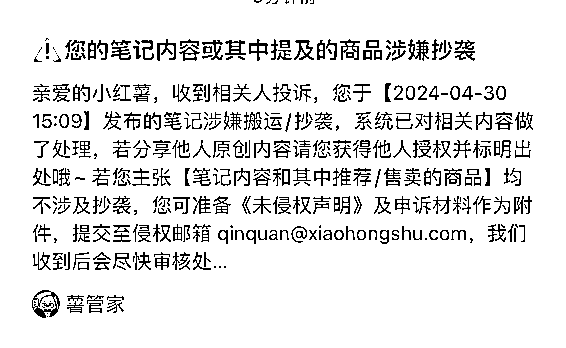 ⚠您的笔记内容或其中提及的商品涉嫌抄袭
亲爱的小红薯，收到相关人投诉，您于【2024-04-30
15:09】发布的笔记涉嫌搬运/抄袭，系统已对相关内容做
了处理，若分享他人原创内容请您获得他人授权并标明出
处哦~ 若您主张【笔记内容和其中推荐/售卖的商品】均
不涉及抄袭，您可准备《未侵权声明》及申诉材料作为附
件，提交至侵权邮箱 qinquan@xiaohongshu.com，我们
收到后会尽快审核处...
薯管家